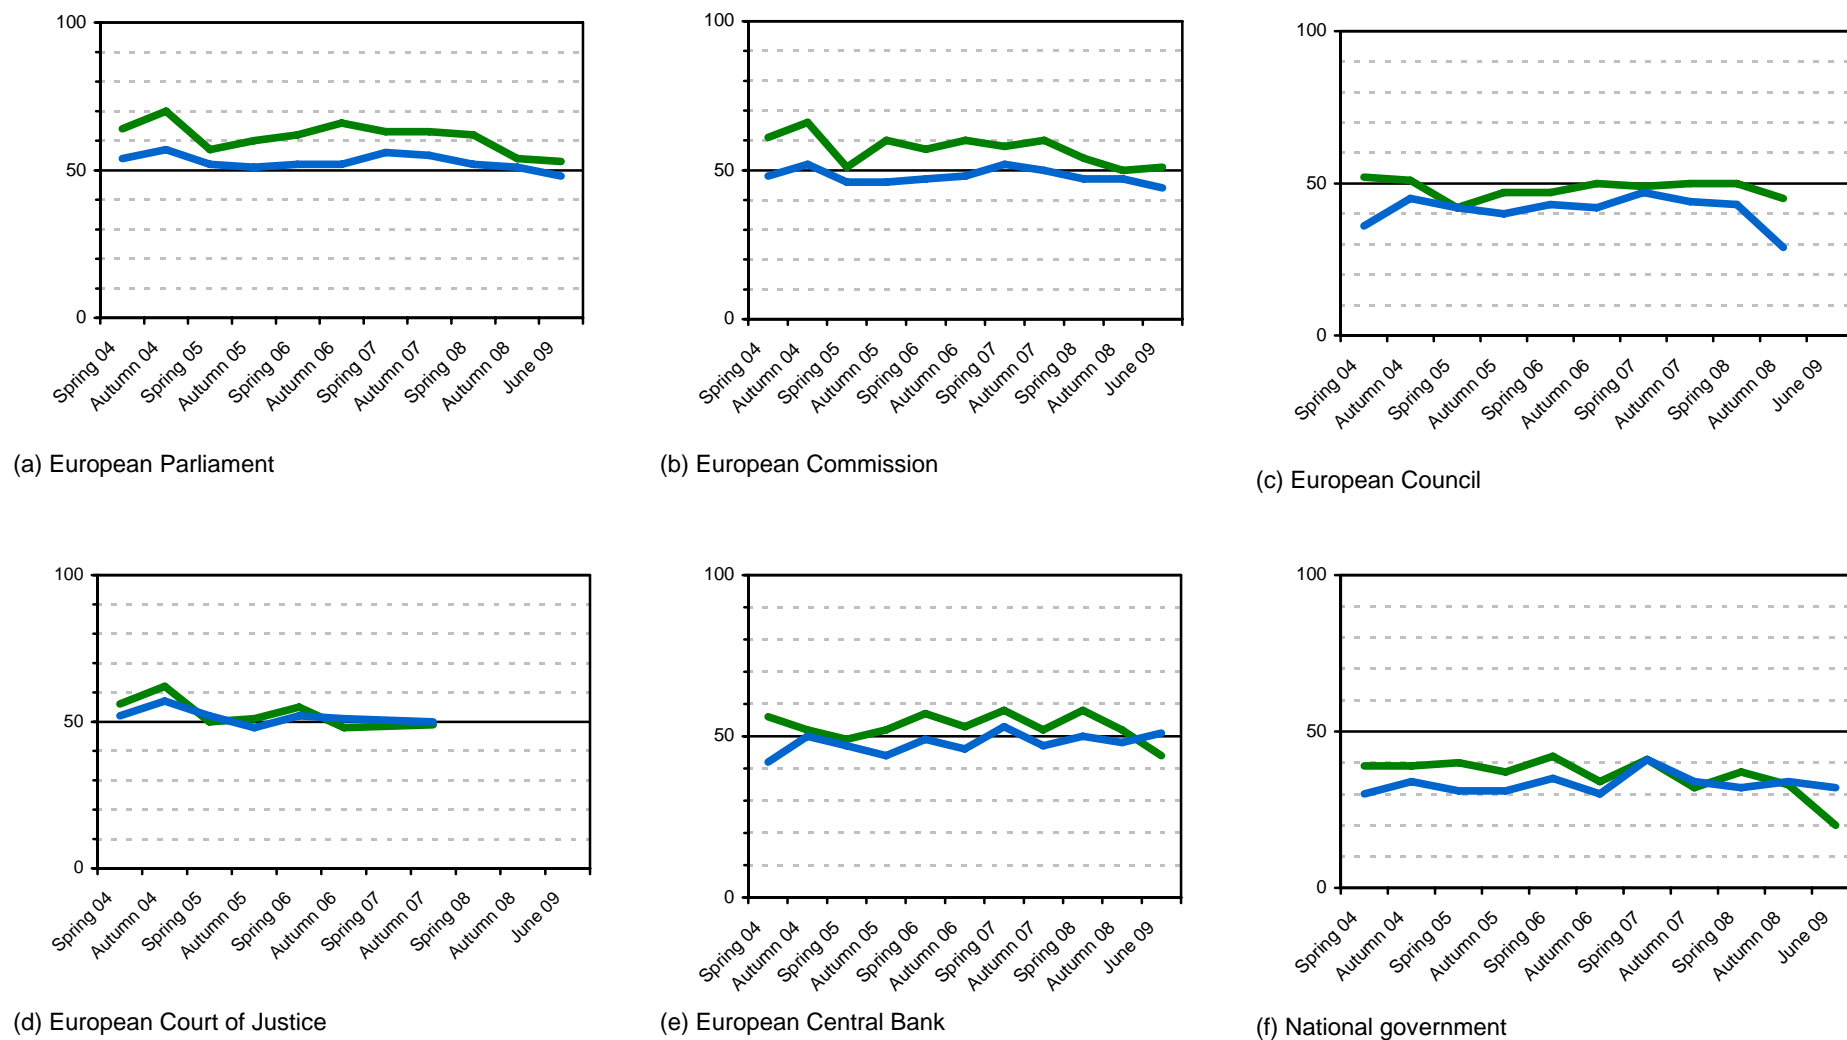 100
50
0
Spring 04
Autumn 04
Spring 05
Autumn 05
Spring 06
Autumn 06
Spring 07
Autumn 07
Spring 08
Autumn 08
June 09
(a) European Parliament
100
50
0
Spring 04
Autumn 04
Spring 05
Autumn 05
Spring 06
Autumn 06
Spring 07
Autumn 07
Spring 08
Autumn 08
June 09
(b) European Commission
100
50
0
Spring 04
Autumn 04
Spring 05
Autumn 05
Spring 06
Autumn 06
Spring 07
Autumn 07
Spring 08
Autumn 08
June 09
(c) European Council
100
50
0
Spring 04
Autumn 04
Spring 05
Autumn 05
Spring 06
Autumn 06
Spring 07
Autumn 07
Spring 08
Autumn 08
June 09
(d) European Court of Justice
100
50
0
Spring 04
Autumn 04
Spring 05
Autumn 05
Spring 06
Autumn 06
Spring 07
Autumn 07
Spring 08
Autumn 08
June 09
(e) European Central Bank
100
50
0
Spring 04
Autumn 04
Spring 05
Autumn 05
Spring 06
Autumn 06
Spring 07
Autumn 07
Spring 08
Autumn 08
June 09
(f) National government